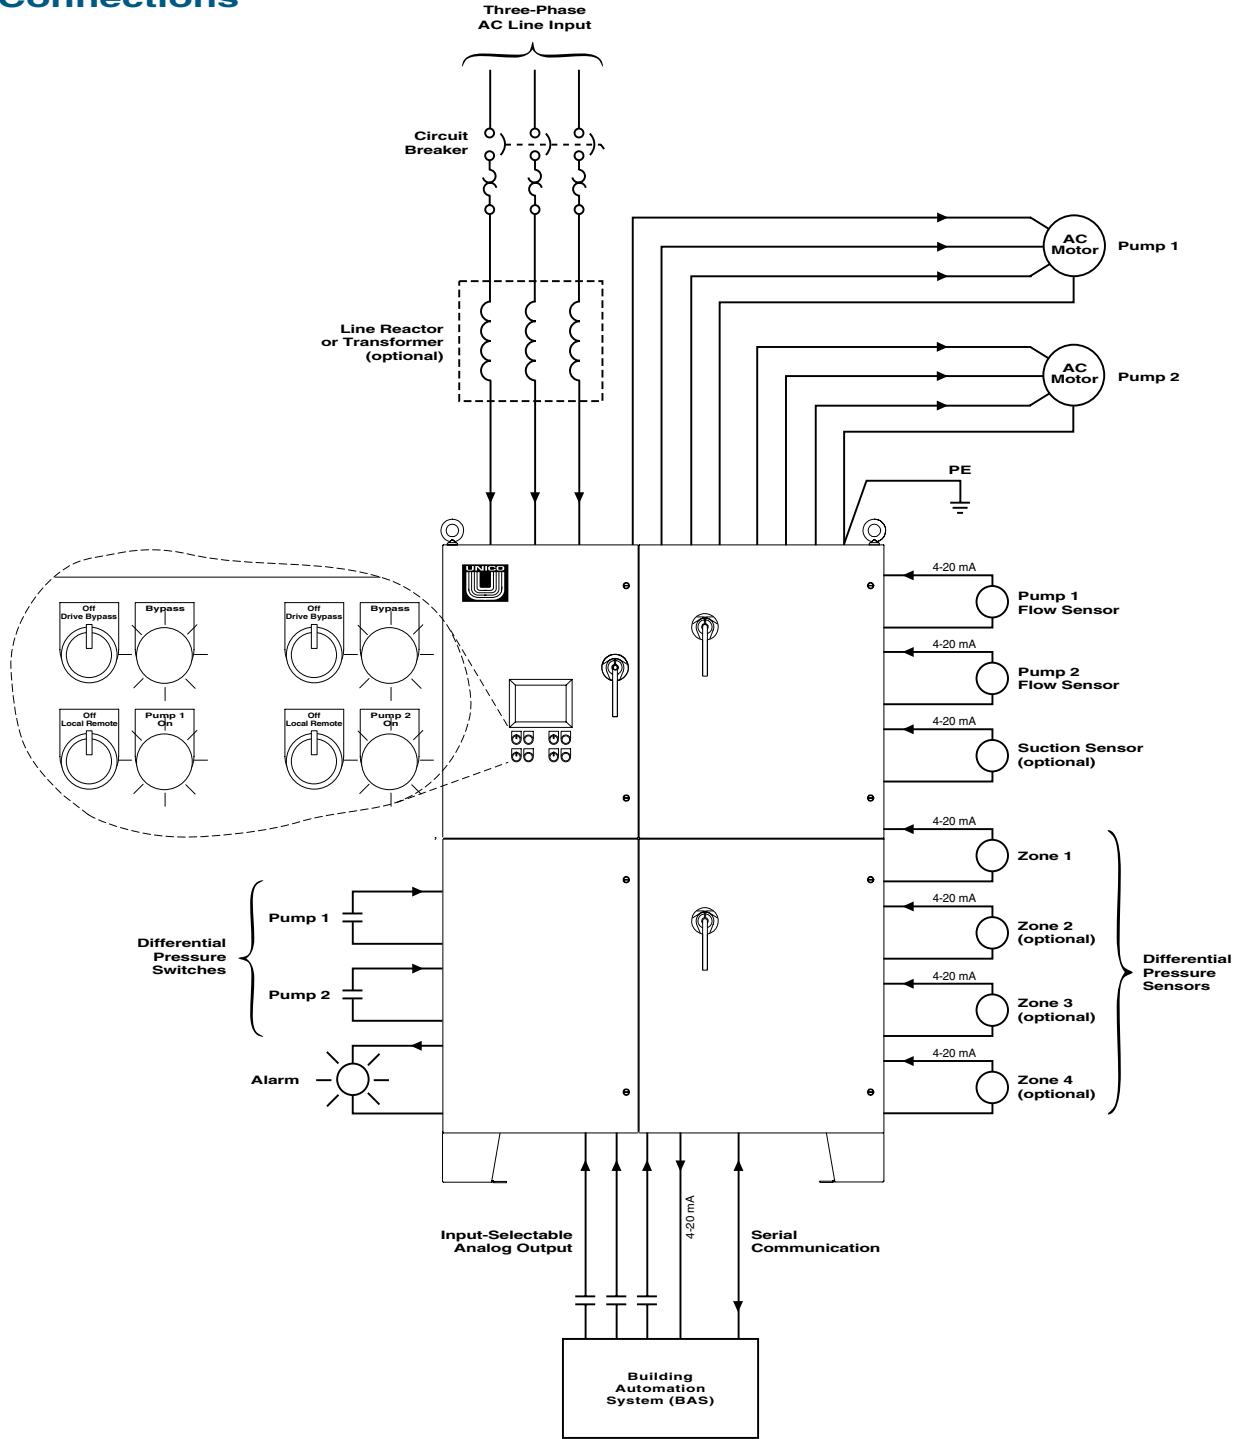 Connections
Three-Phase
AC Line Input
Circuit
Breaker
AC
Motor
Pump 1
Line Reactor
or Transformer
(optional)
AC
Motor
Pump 2
PE
UNICO
4-20 mA
Pump 1
Flow Sensor
Off
Drive Bypass
Bypass
Off
Drive Bypass
Bypass
4-20 mA
Pump 2
Flow Sensor
Off
Local Remote
Pump 1
On
Off
Local Remote
Pump 2
On
4-20 mA
Suction Sensor
(optional)
4-20 mA
Zone 1
4-20 mA
Zone 2
(optional)
4-20 mA
Zone 3
(optional)
4-20 mA
Zone 4
(optional)
Differential
Pressure
Sensors
Differential
Pressure
Switches
Pump 1
Pump 2
Alarm
Input-Selectable
Analog Output
4-20 mA
Serial
Communication
Building
Automation
System (BAS)